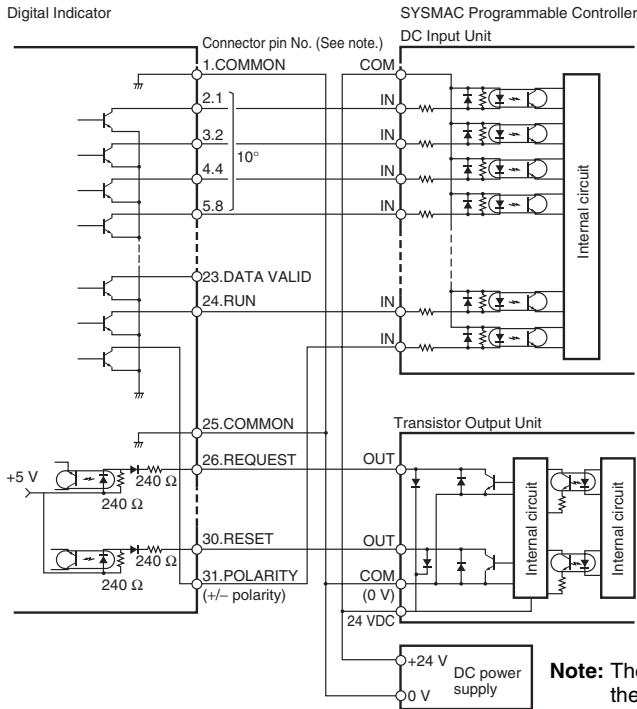 Digital Indicator
SYSMAC Programmable Controller
Connector pin No. (See note.)
DC Input Unit
1.COMMON
COM
2.1
IN
3.2
IN
10°
4.4
IN
5.8
IN
Internal circuit
23.DATA VALID
24.RUN
IN
IN
25.COMMON
Transistor Output Unit
26.REQUEST
OUT
+5 V
240 Ω
240 Ω
Internal circuit
Internal circuit
30.RESET
OUT
240 Ω
240 Ω
31.POLARITY
(+/− polarity)
COM
(0 V)
24 VDC
+24 V
DC power
supply
0 V
Note: The
the